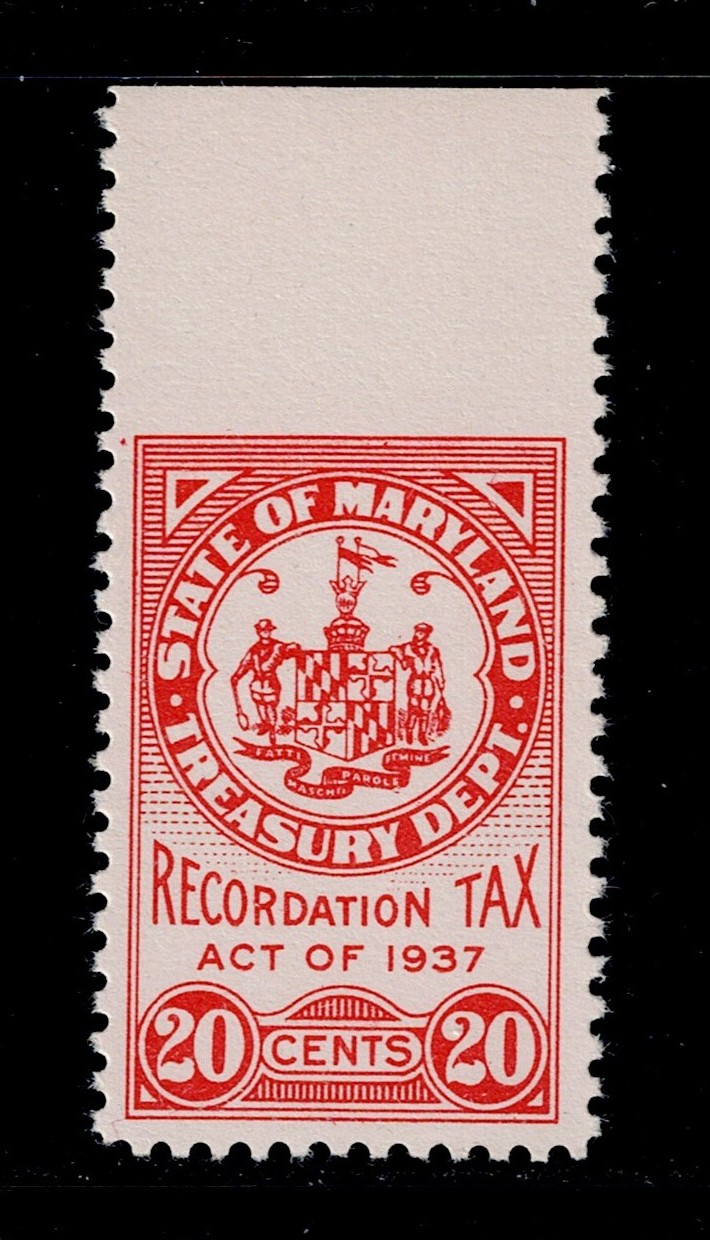 STATE OF MARYLAND
FATTI MASCHII PAROLE FEMINE
· TREASURY DEPT. ·
RECORDATION TAX
ACT OF 1937
20 CENTS 20